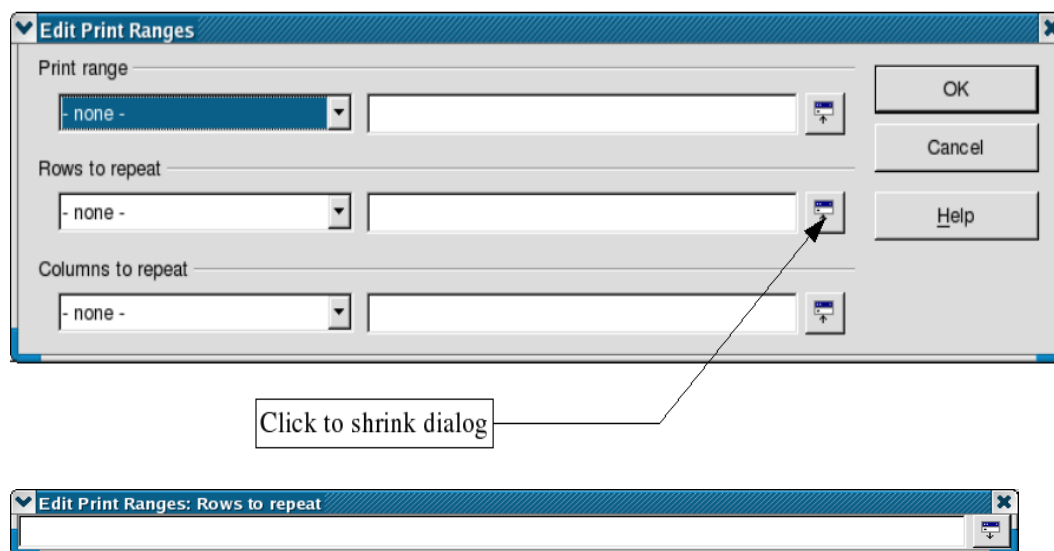 Edit Print Ranges
Print range
- none -
OK
Cancel
Rows to repeat
- none -
Help
Columns to repeat
- none -
Click to shrink dialog
Edit Print Ranges: Rows to repeat